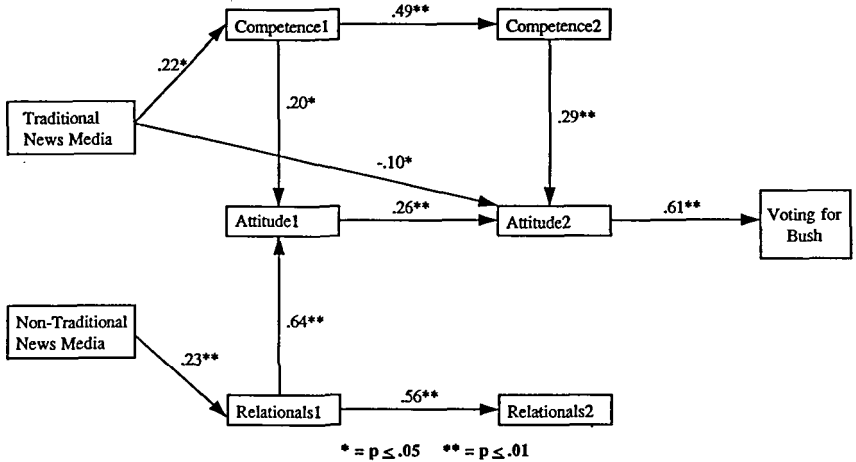 Competence1
.49**
Competence2
.22*
.20*
.29**
Traditional
News Media
-.10*
Attitude1
.26**
Attitude2
.61**
Voting for
Bush
Non-Traditional
News Media
.64**
.23**
Relationals1
.56**
Relationals2
* = p ≤ .05 ** = p ≤ .01